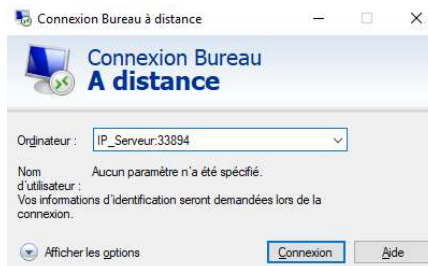 Connexion Bureau à distance
Connexion Bureau
A distance
Ordinateur : IP_Serveur:33894
Nom d'utilisateur : Aucun paramètre n'a été spécifié.
Vos informations d'identification seront demandées lors de la
connexion.
Afficher les options Connexion Aide